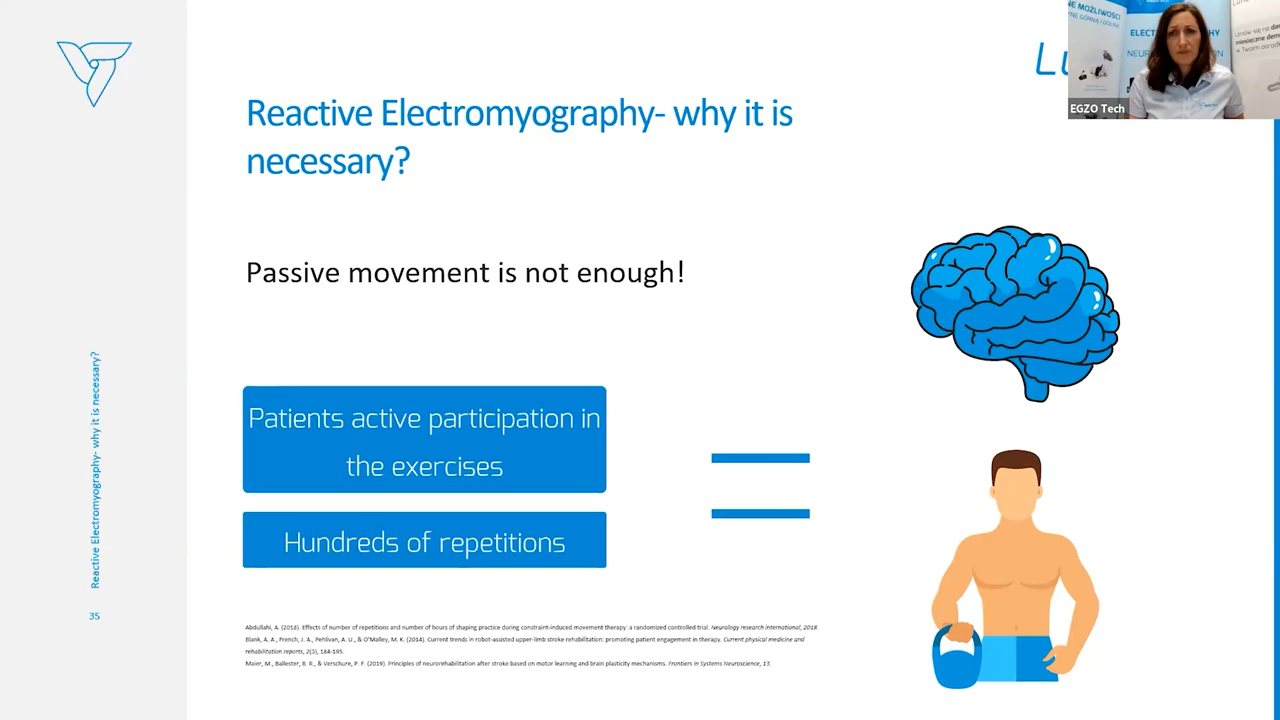 Reactive Electromyography- why it is
necessary?
Passive movement is not enough!
Patients active participation in
the exercises
Hundreds of repetitions
Abdullahi, A. (2018). Effects of number of repetitions and number of hours of shaping practice during constraint-induced movement therapy: a randomized controlled trial. Neurology research international, 2018.
Blank, A. A., French, J. A., Pehlivan, A. U., & O'Malley, M. K. (2014). Current trends in robot-assisted upper-limb stroke rehabilitation: promoting patient engagement in therapy. Current physical medicine and
rehabilitation reports, 2(3), 184-195.
Maier, M., Ballester, B. R., & Verschure, P. F. (2019). Principles of neurorehabilitation after stroke based on motor learning and brain plasticity mechanisms. Frontiers in Systems Neuroscience, 13.
Reactive Electromyography- why it is necessary?
35
EGZO Tech
MOŻLIWOŚCI
GÓRNA I DOLNA